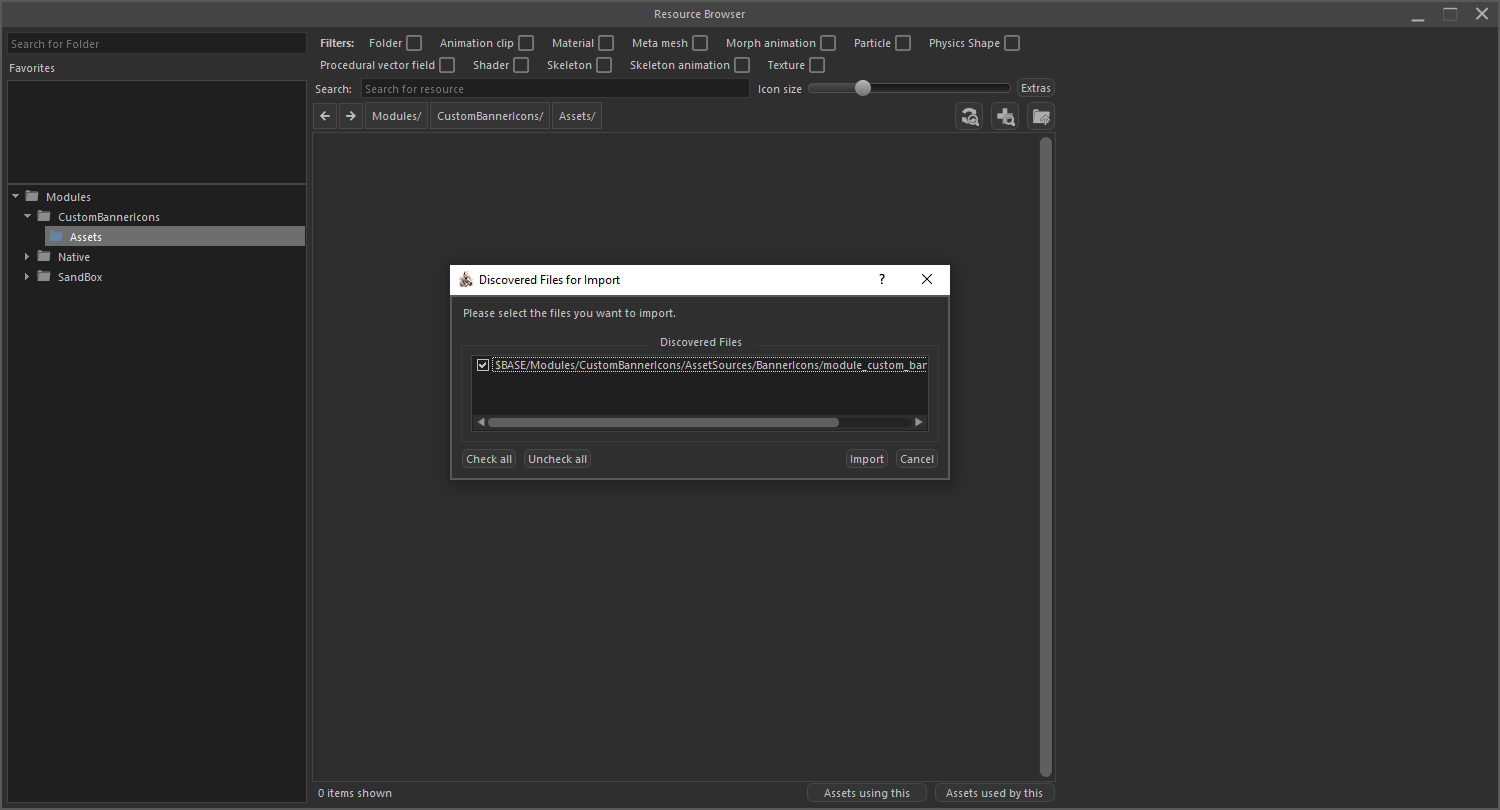 Resource Browser
Search for Folder
Favorites
Modules
CustomBannerIcons
Assets
Native
SandBox
Filters: Folder Animation clip Material Meta mesh Morph animation Particle Physics Shape
Procedural vector field Shader Skeleton Skeleton animation Texture
Search: Search for resource Icon size Extras
Modules/ CustomBannerIcons/ Assets/
Discovered Files for Import ?
Please select the files you want to import.
Discovered Files
$BASE/Modules/CustomBannerIcons/AssetSources/BannerIcons/module_custom_bar
Check all Uncheck all Import Cancel
0 items shown Assets using this Assets used by this